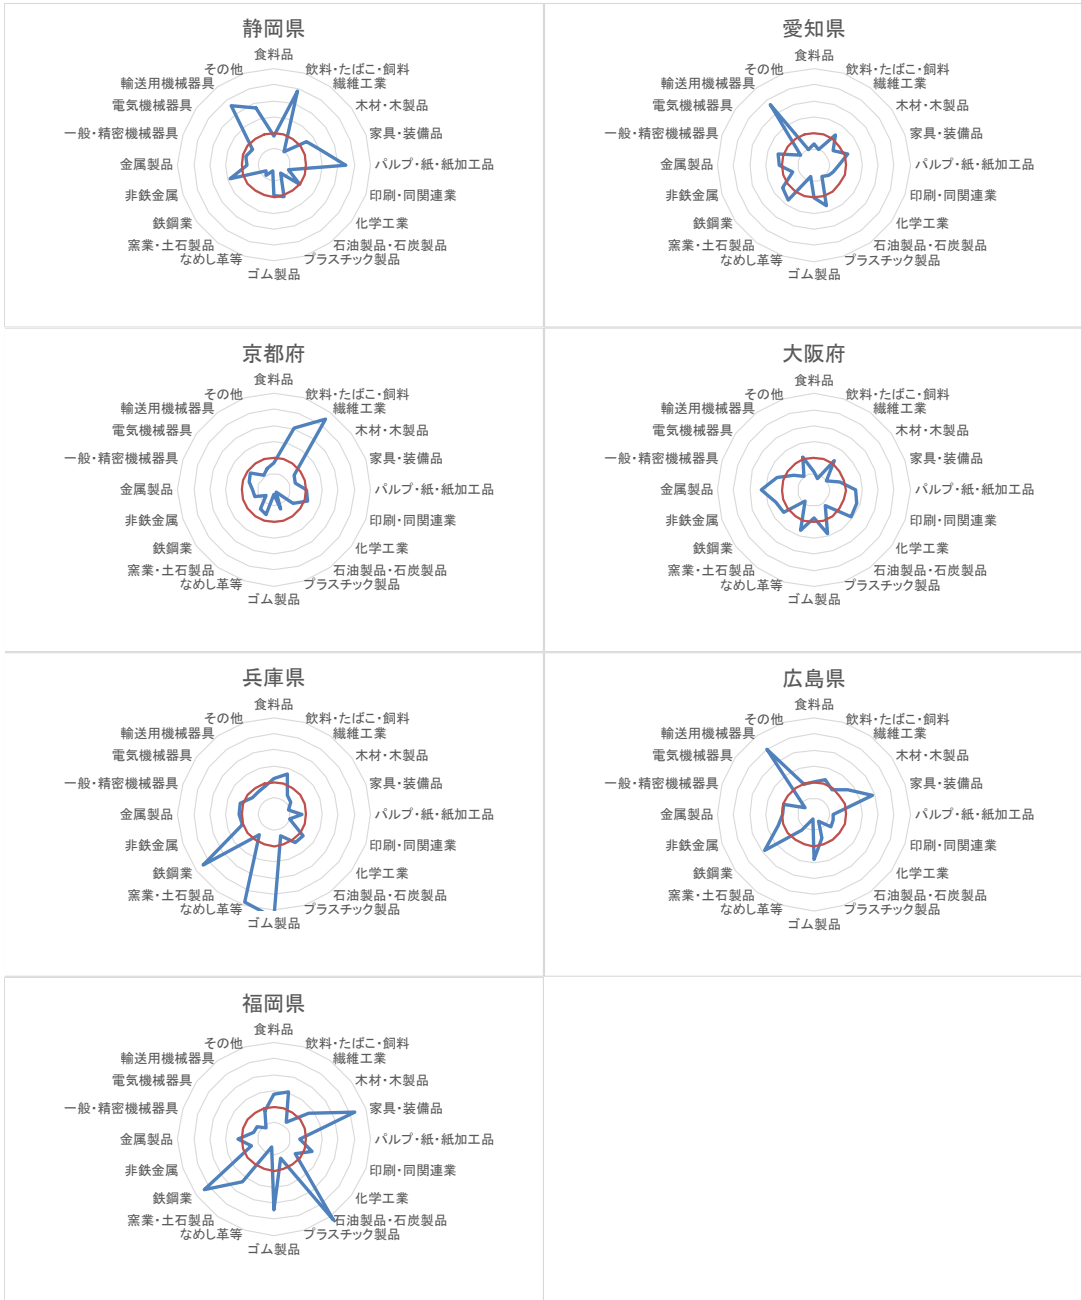 静岡県
食料品
飲料・たばこ・飼料
繊維工業
木材・木製品
家具・装備品
パルプ・紙・紙加工品
印刷・同関連業
化学工業
石油製品・石炭製品
プラスチック製品
ゴム製品
なめし革等
窯業・土石製品
鉄鋼業
非鉄金属
金属製品
一般・精密機械器具
電気機械器具
輸送用機械器具
その他
愛知県
食料品
飲料・たばこ・飼料
繊維工業
木材・木製品
家具・装備品
パルプ・紙・紙加工品
印刷・同関連業
化学工業
石油製品・石炭製品
プラスチック製品
ゴム製品
なめし革等
窯業・土石製品
鉄鋼業
非鉄金属
金属製品
一般・精密機械器具
電気機械器具
輸送用機械器具
その他
京都府
食料品
飲料・たばこ・飼料
繊維工業
木材・木製品
家具・装備品
パルプ・紙・紙加工品
印刷・同関連業
化学工業
石油製品・石炭製品
プラスチック製品
ゴム製品
なめし革等
窯業・土石製品
鉄鋼業
非鉄金属
金属製品
一般・精密機械器具
電気機械器具
輸送用機械器具
その他
大阪府
食料品
飲料・たばこ・飼料
繊維工業
木材・木製品
家具・装備品
パルプ・紙・紙加工品
印刷・同関連業
化学工業
石油製品・石炭製品
プラスチック製品
ゴム製品
なめし革等
窯業・土石製品
鉄鋼業
非鉄金属
金属製品
一般・精密機械器具
電気機械器具
輸送用機械器具
その他
兵庫県
食料品
飲料・たばこ・飼料
繊維工業
木材・木製品
家具・装備品
パルプ・紙・紙加工品
印刷・同関連業
化学工業
石油製品・石炭製品
プラスチック製品
ゴム製品
なめし革等
窯業・土石製品
鉄鋼業
非鉄金属
金属製品
一般・精密機械器具
電気機械器具
輸送用機械器具
その他
広島県
食料品
飲料・たばこ・飼料
繊維工業
木材・木製品
家具・装備品
パルプ・紙・紙加工品
印刷・同関連業
化学工業
石油製品・石炭製品
プラスチック製品
ゴム製品
なめし革等
窯業・土石製品
鉄鋼業
非鉄金属
金属製品
一般・精密機械器具
電気機械器具
輸送用機械器具
その他
福岡県
食料品
飲料・たばこ・飼料
繊維工業
木材・木製品
家具・装備品
パルプ・紙・紙加工品
印刷・同関連業
化学工業
石油製品・石炭製品
プラスチック製品
ゴム製品
なめし革等
窯業・土石製品
鉄鋼業
非鉄金属
金属製品
一般・精密機械器具
電気機械器具
輸送用機械器具
その他